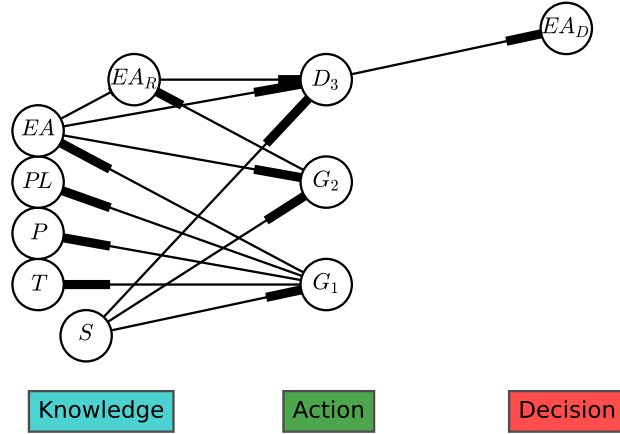 EA_D
EA_R
D_3
EA
PL
G_2
P
T
G_1
S
Knowledge
Action
Decision